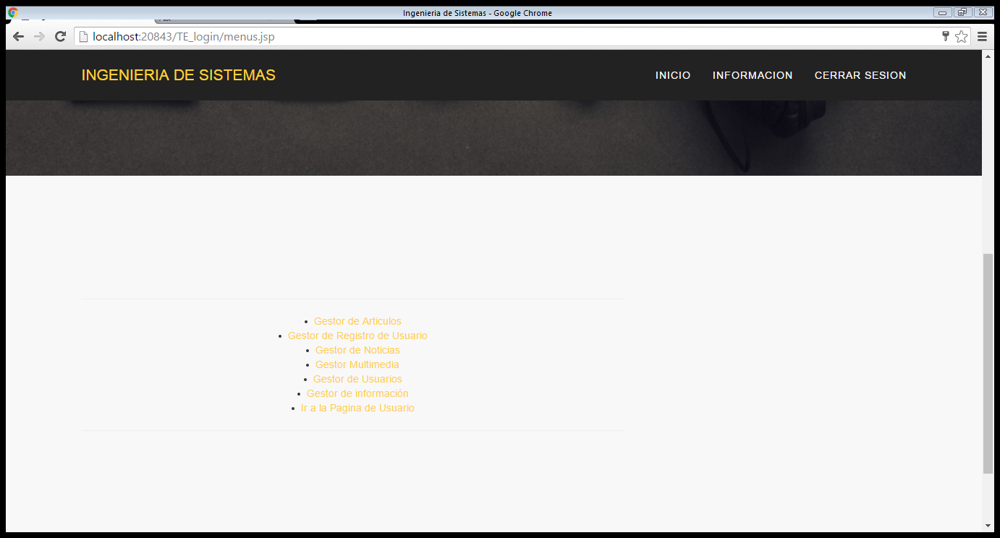 Ingenieria de Sistemas - Google Chrome
localhost:20843/TE_login/menus.jsp
INGENIERIA DE SISTEMAS
INICIO INFORMACION CERRAR SESION
• Gestor de Articulos
• Gestor de Registro de Usuario
• Gestor de Noticias
• Gestor Multimedia
• Gestor de Usuarios
• Gestor de información
• Ir a la Pagina de Usuario